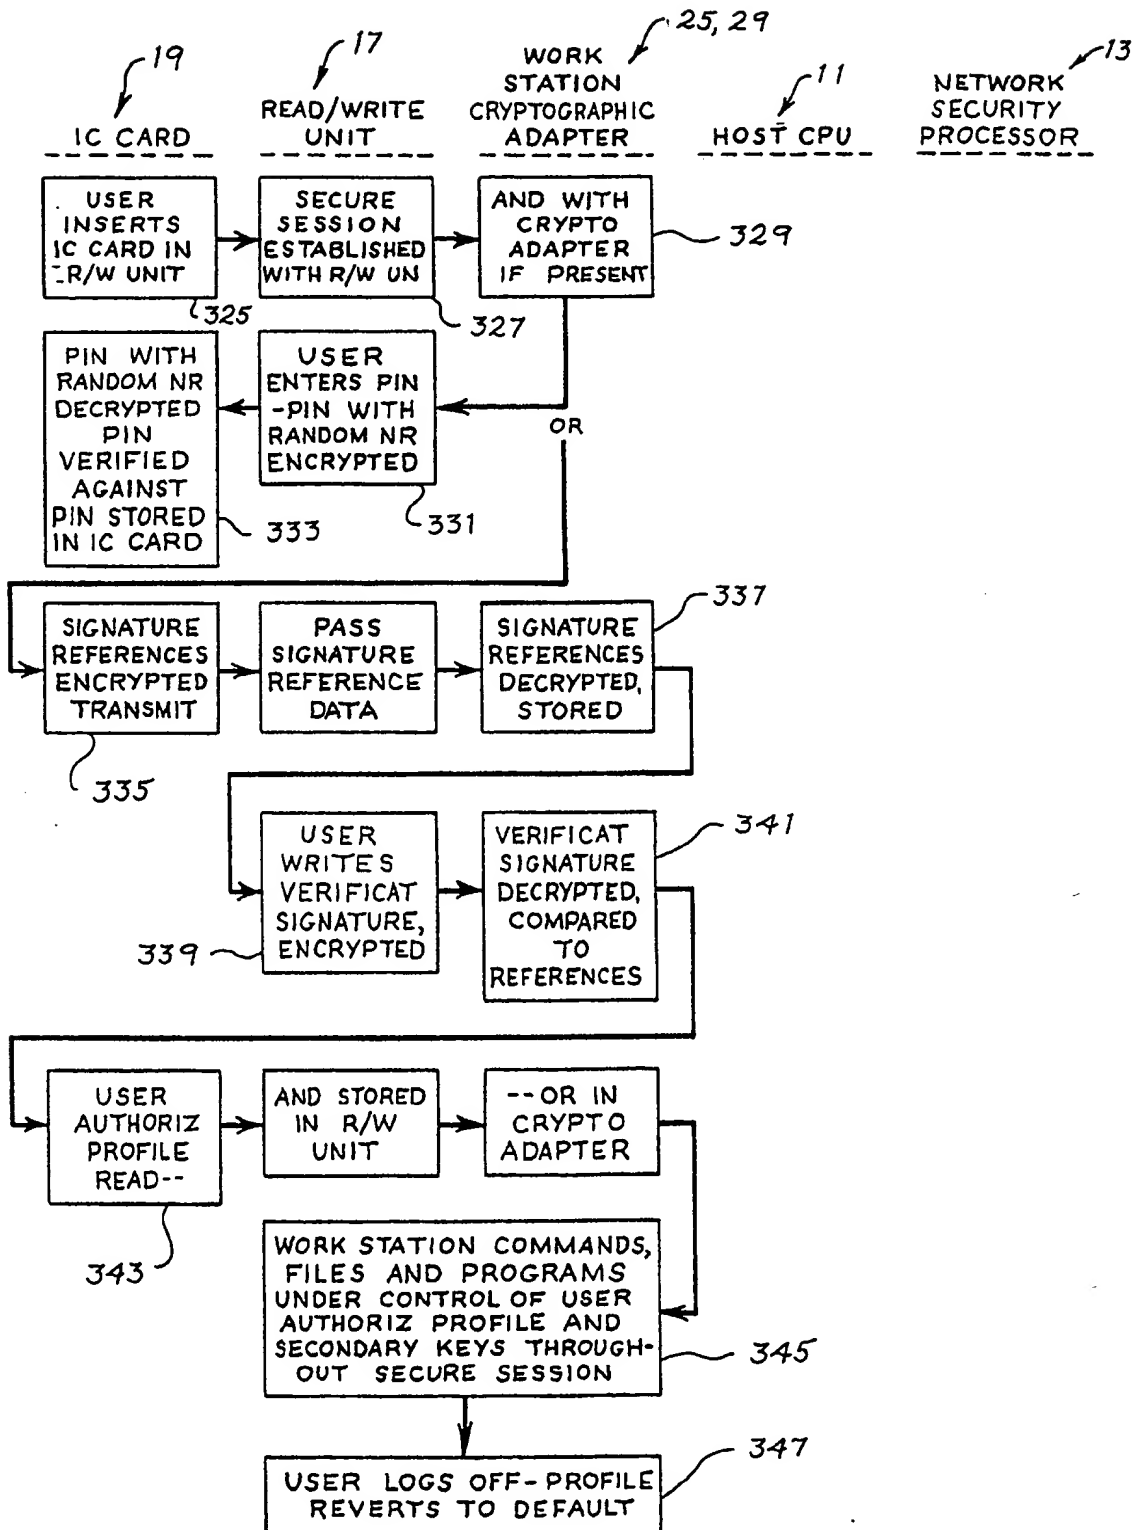 19
17
25, 29
11
13
IC CARD
READ/WRITE
UNIT
WORK
STATION
CRYPTOGRAPHIC
ADAPTER
HOST CPU
NETWORK
SECURITY
PROCESSOR
USER
INSERTS
IC CARD IN
R/W UNIT
325
SECURE
SESSION
ESTABLISHED
WITH R/W UN
327
AND WITH
CRYPTO
ADAPTER
IF PRESENT
329
PIN WITH
RANDOM NR
DECRYPTED
PIN
VERIFIED
AGAINST
PIN STORED
IN IC CARD
333
USER
ENTERS PIN
-PIN WITH
RANDOM NR
ENCRYPTED
331
OR
SIGNATURE
REFERENCES
ENCRYPTED
TRANSMIT
335
PASS
SIGNATURE
REFERENCE
DATA
SIGNATURE
REFERENCES
DECRYPTED,
STORED
337
USER
WRITES
VERIFICAT
SIGNATURE,
ENCRYPTED
339
VERIFICAT
SIGNATURE
DECRYPTED,
COMPARED
TO
REFERENCES
341
USER
AUTHORIZ
PROFILE
READ--
343
AND STORED
IN R/W
UNIT
--OR IN
CRYPTO
ADAPTER
WORK STATION COMMANDS,
FILES AND PROGRAMS
UNDER CONTROL OF USER
AUTHORIZ PROFILE AND
SECONDARY KEYS THROUGH-
OUT SECURE SESSION
345
USER LOGS OFF-PROFILE
REVERTS TO DEFAULT
347